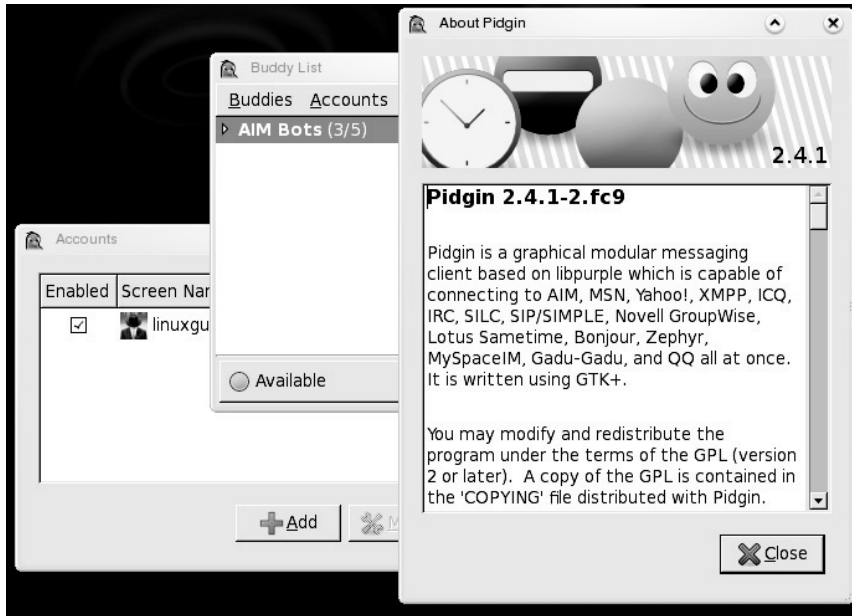 About Pidgin
2.4.1
Pidgin 2.4.1-2.fc9
Pidgin is a graphical modular messaging
client based on libpurple which is capable of
connecting to AIM, MSN, Yahoo!, XMPP, ICQ,
IRC, SILC, SIP/SIMPLE, Novell GroupWise,
Lotus Sametime, Bonjour, Zephyr,
MySpaceIM, Gadu-Gadu, and QQ all at once.
It is written using GTK+.
You may modify and redistribute the
program under the terms of the GPL (version
2 or later). A copy of the GPL is contained in
the 'COPYING' file distributed with Pidgin.
Close
Buddy List
Buddies Accounts
AIM Bots (3/5)
Available
Accounts
Enabled Screen Nar
linuxgu
Add